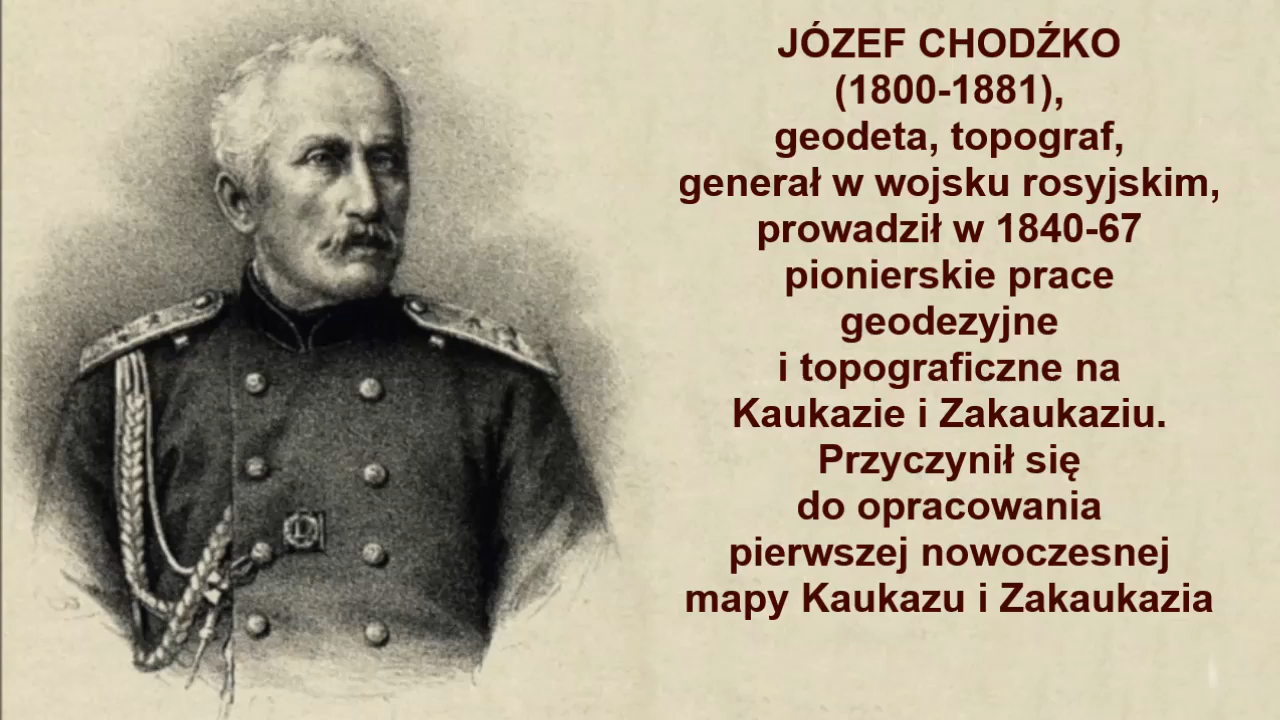 JÓZEF CHODŹKO
(1800-1881),
geodeta, topograf,
generał w wojsku rosyjskim,
prowadził w 1840-67
pionierskie prace
geodezyjne
i topograficzne na
Kaukazie i Zakaukaziu.
Przyczynił się
do opracowania
pierwszej nowoczesnej
mapy Kaukazu i Zakaukazia